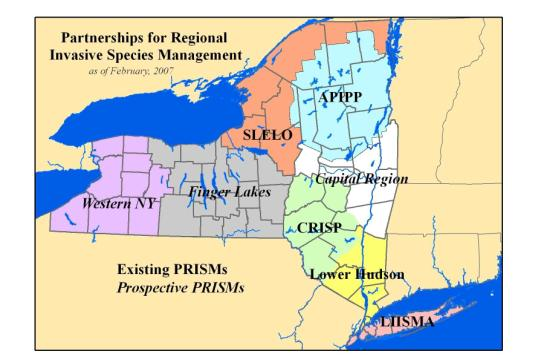 Partnerships for Regional
Invasive Species Management
as of February, 2007
APIPP
SLELO
Capital Region
Finger Lakes
Western NY
CRISP
Existing PRISMs
Prospective PRISMs
Lower Hudson
LIISMA